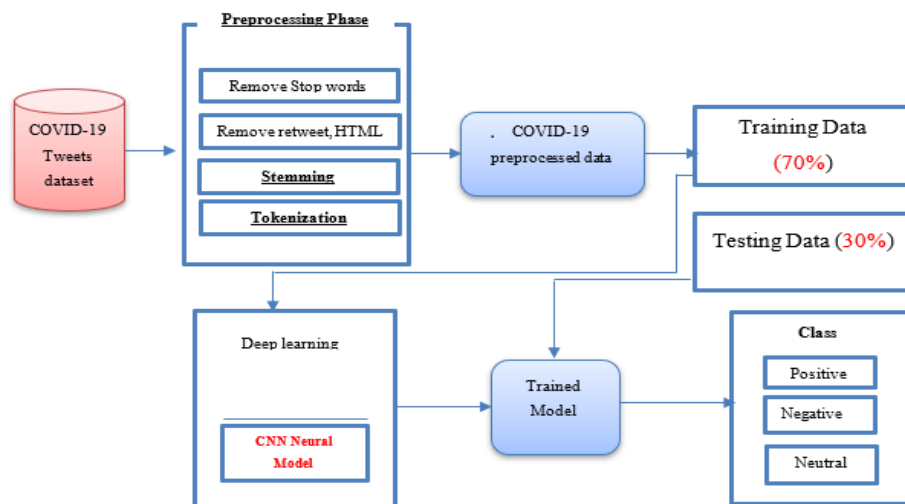 Preprocessing Phase
Remove Stop words
Remove retweet, HTML
Stemming
Tokenization
COVID-19
Tweets
dataset
. COVID-19
preprocessed data
Training Data
(70%)
Testing Data (30%)
Deep learning
CNN Neural
Model
Trained
Model
Class
Positive
Negative
Neutral